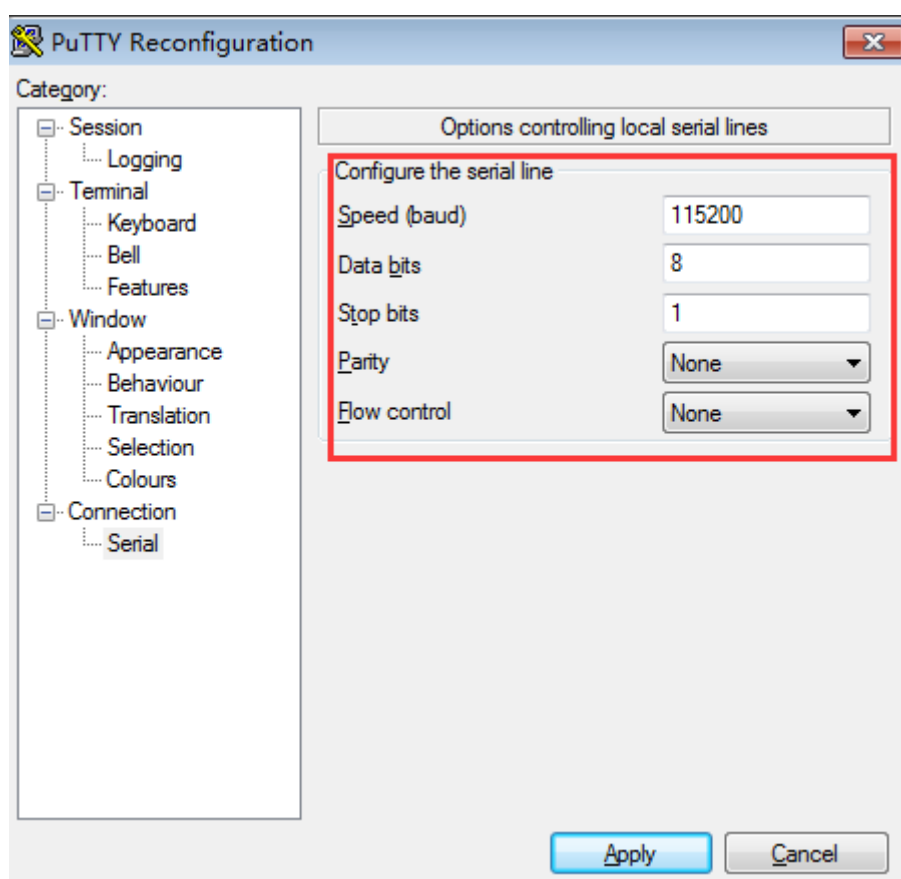 PuTTY Reconfiguration
Category:
Session
Logging
Terminal
Keyboard
Bell
Features
Window
Appearance
Behaviour
Translation
Selection
Colours
Connection
Serial
Options controlling local serial lines
Configure the serial line
Speed (baud) 115200
Data bits 8
Stop bits 1
Parity None
Flow control None
Apply Cancel